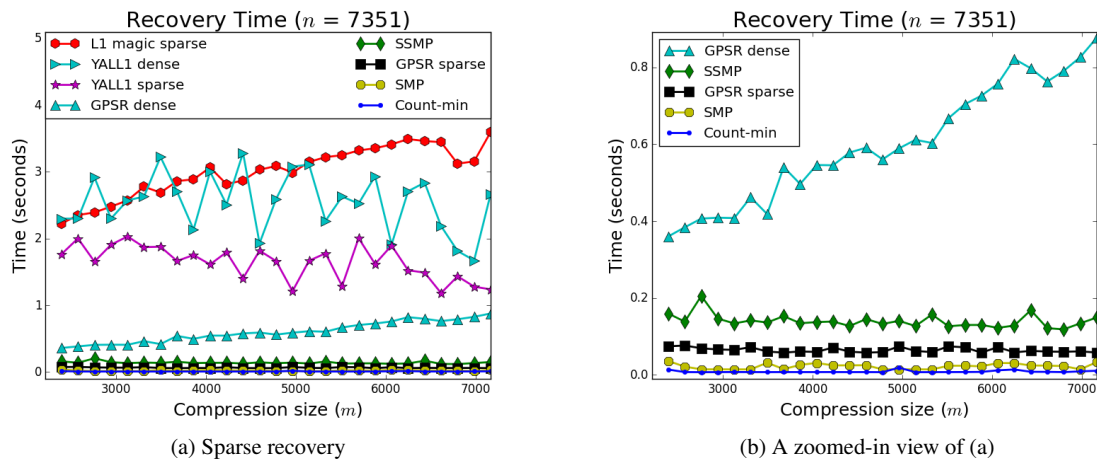 Recovery Time (n = 7351)
L1 magic sparse
YALL1 dense
YALL1 sparse
GPSR dense
SSMP
GPSR sparse
SMP
Count-min
5
4
3
2
1
0
Time (seconds)
3000 4000 5000 6000 7000
Compression size (m)
(a) Sparse recovery
Recovery Time (n = 7351)
GPSR dense
SSMP
GPSR sparse
SMP
Count-min
0.8
0.6
0.4
0.2
0.0
Time (seconds)
3000 4000 5000 6000 7000
Compression size (m)
(b) A zoomed-in view of (a)